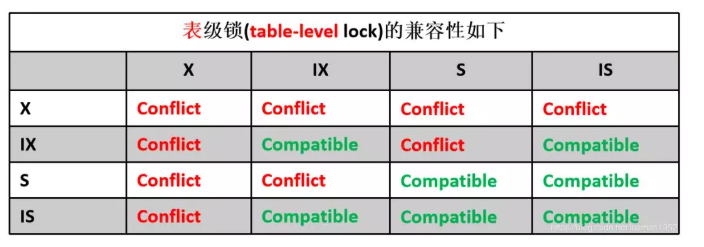 表级锁(table-level lock)的兼容性如下
X IX S IS
X Conflict Conflict Conflict Conflict
IX Conflict Compatible Conflict Compatible
S Conflict Conflict Compatible Compatible
IS Conflict Compatible Compatible Compatible